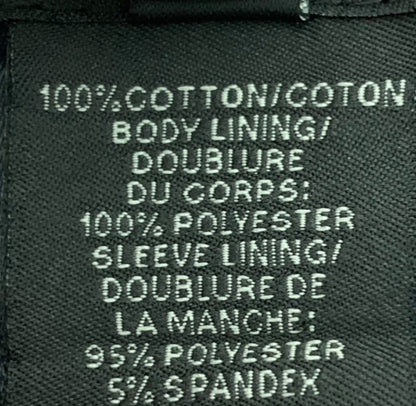 100% COTTON/COTON
BODY LINING/
DOUBLURE
DU CORPS:
100% POLYESTER
SLEEVE LINING/
DOUBLURE DE
LA MANCHE:
95% POLYESTER
5% SPANDEX